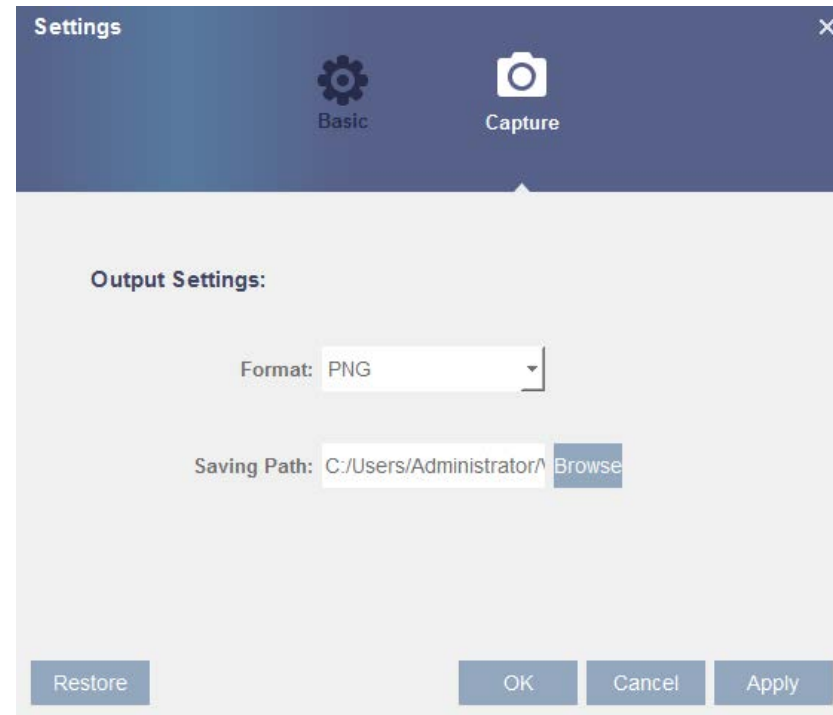 Settings
Basic
Capture
Output Settings:
Format: PNG
Saving Path: C:/Users/Administrator/ Browse
Restore
OK Cancel Apply